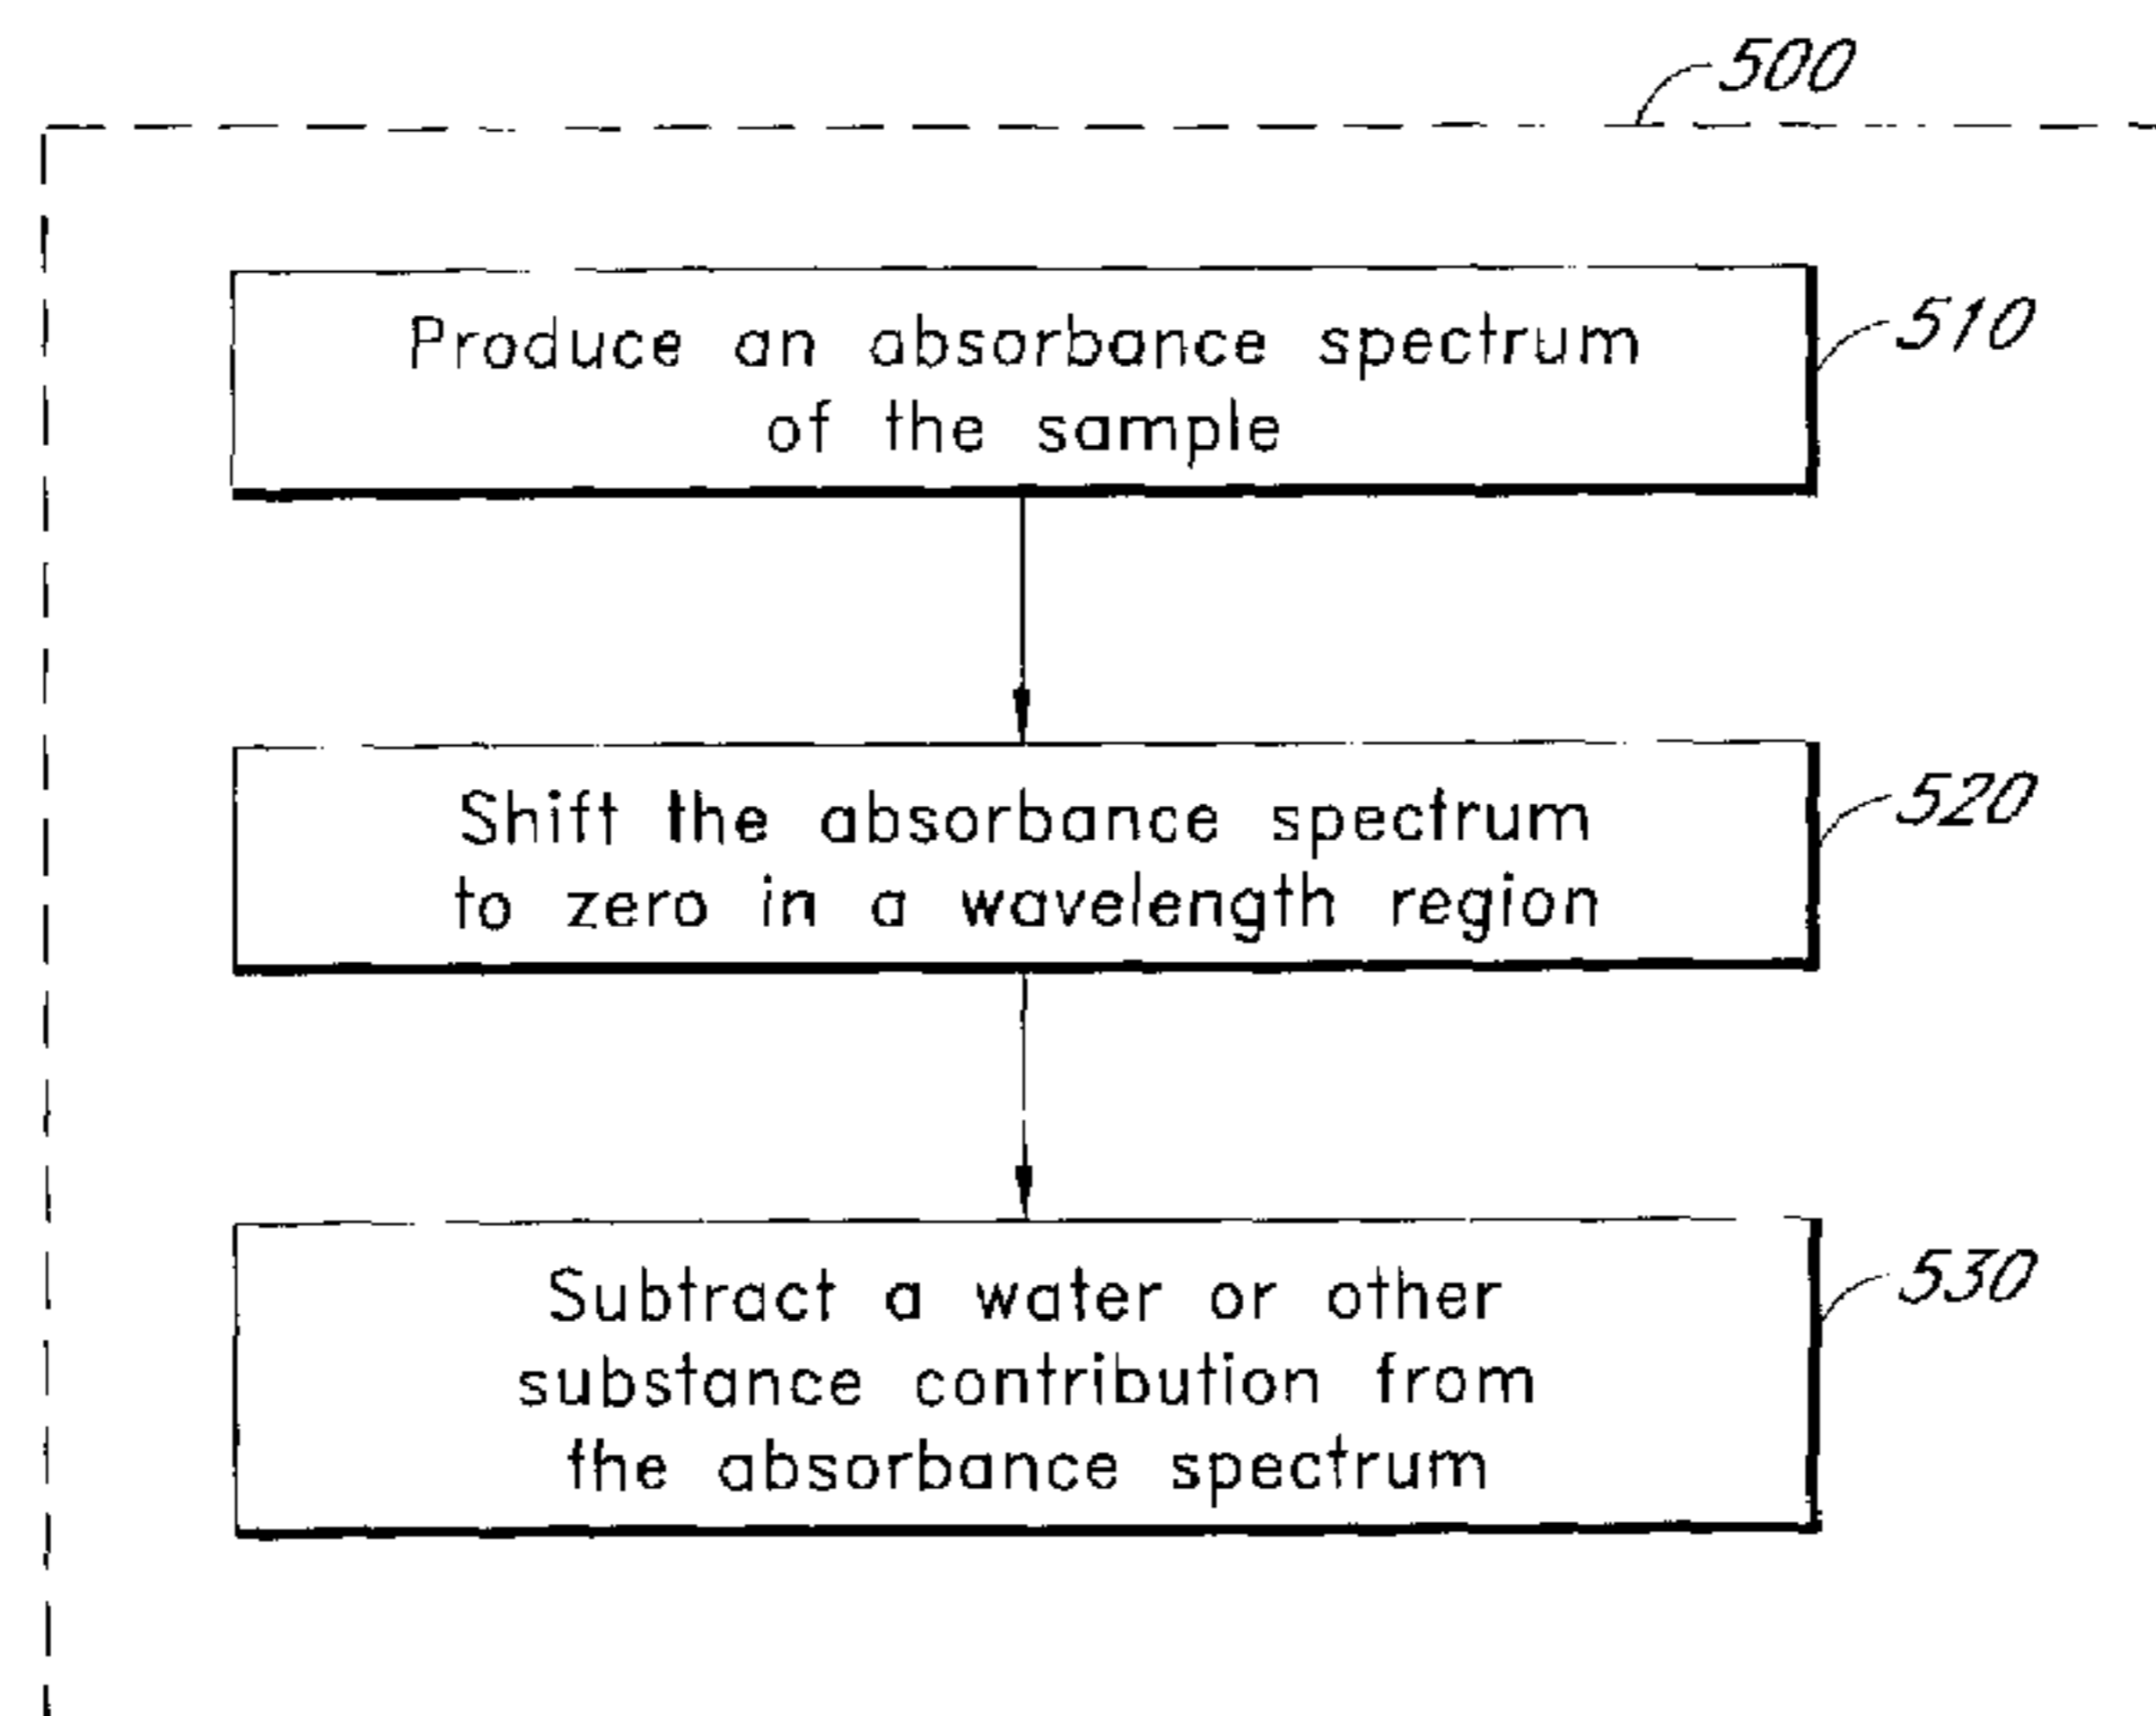 500
Produce an absorbance spectrum
of the sample
510
Shift the absorbance spectrum
to zero in a wavelength region
520
Subtract a water or other
substance contribution from
the absorbance spectrum
530